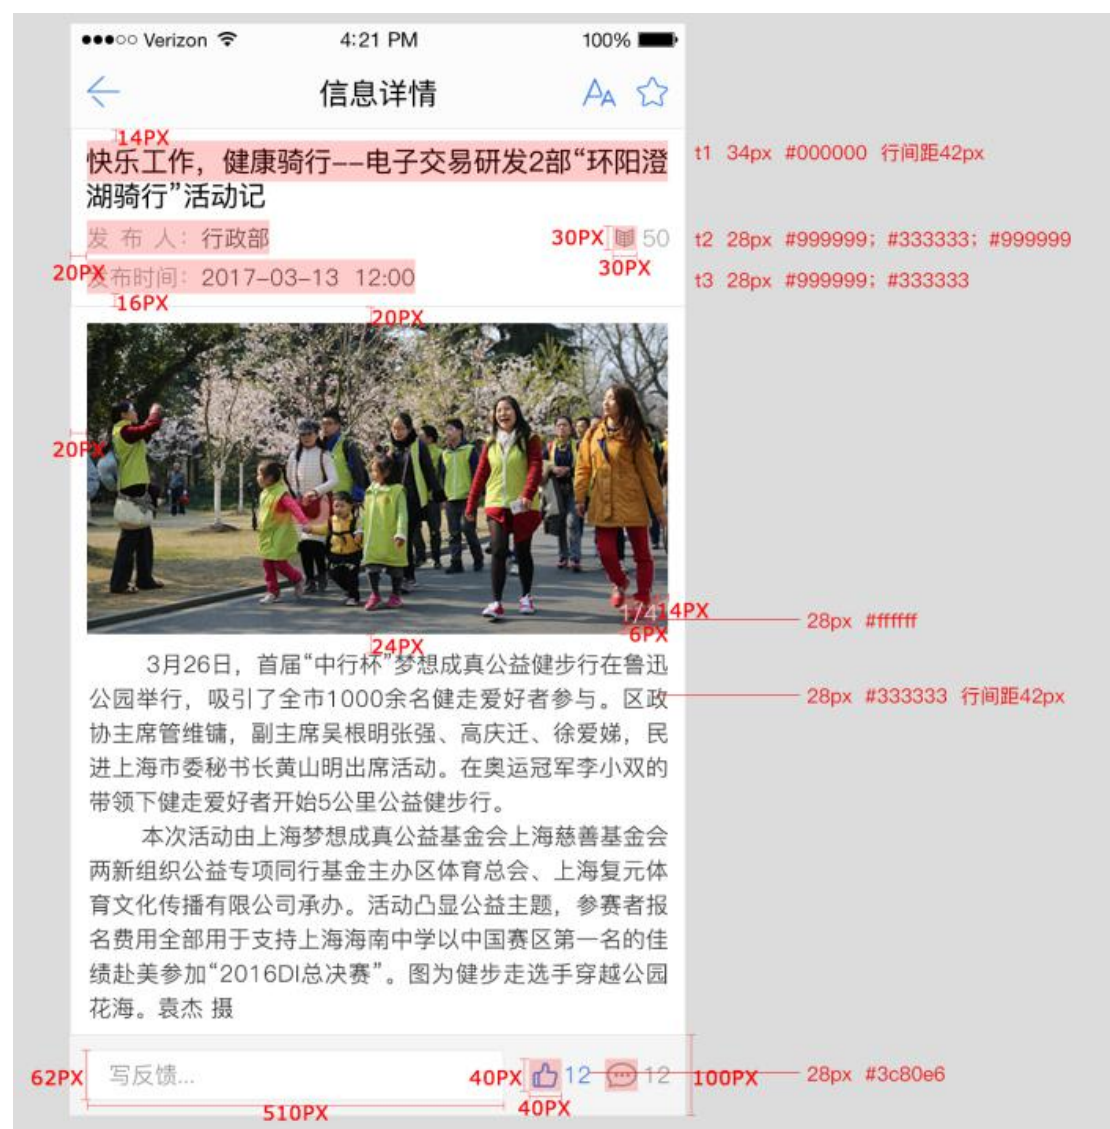 ●●●○○ Verizon 4:21 PM 100%
信息详情 AA
14PX
快乐工作，健康骑行--电子交易研发2部“环阳澄
湖骑行”活动记
t1 34px #000000 行间距42px
发 布 人：行政部
30PX 50
t2 28px #999999；#333333；#999999
20PX
发布时间：2017-03-13 12:00
30PX
t3 28px #999999；#333333
16PX
20PX
20PX
1/4
14PX
6PX
28px #ffffff
24PX
3月26日，首届“中行杯”梦想成真公益健步行在鲁迅
公园举行，吸引了全市1000余名健走爱好者参与。区政
28px #333333 行间距42px
协主席管维镛，副主席吴根明张强、高庆迁、徐爱娣，民
进上海市委秘书长黄山明出席活动。在奥运冠军李小双的
带领下健走爱好者开始5公里公益健步行。
本次活动由上海梦想成真公益基金会上海慈善基金会
两新组织公益专项同行基金主办区体育总会、上海复元体
育文化传播有限公司承办。活动凸显公益主题，参赛者报
名费用全部用于支持上海海南中学以中国赛区第一名的佳
绩赴美参加“2016DI总决赛”。图为健步走选手穿越公园
花海。袁杰 摄
62PX
写反馈...
40PX 12 12
100PX
28px #3c80e6
510PX
40PX